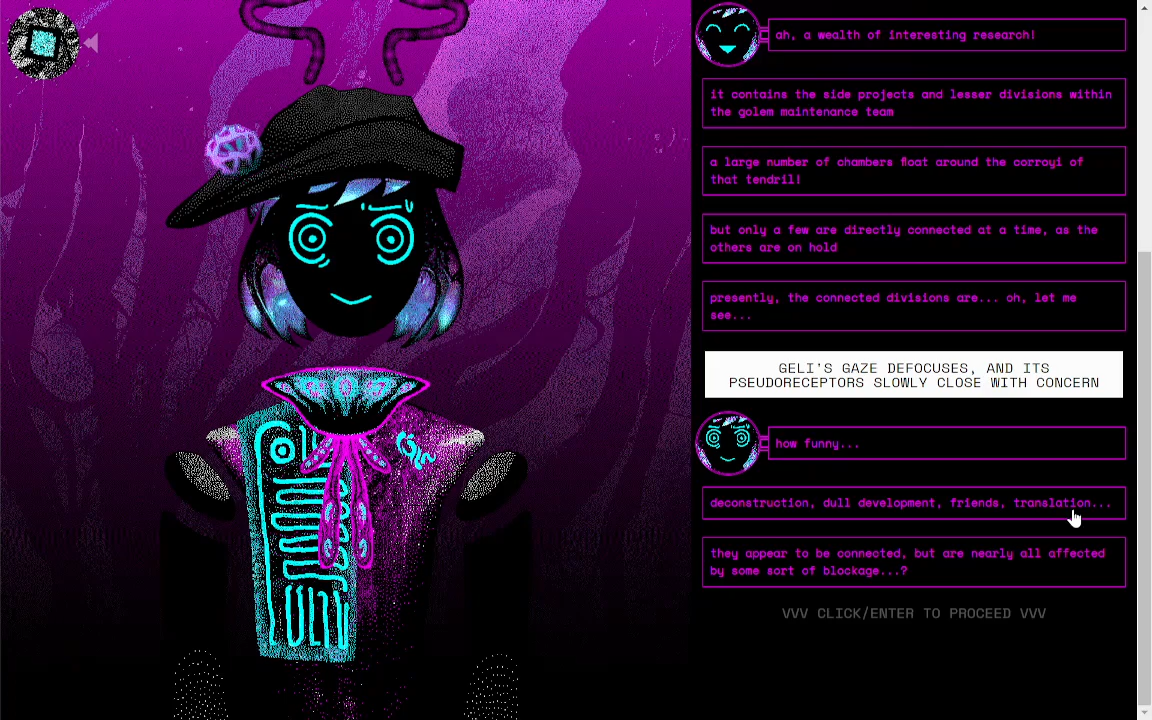 ah, a wealth of interesting research!
it contains the side projects and lesser divisions within
the golem maintenance team
a large number of chambers float around the corroyi of
that tendril!
but only a few are directly connected at a time, as the
others are on hold
presently, the connected divisions are... oh, let me
see...
GELI'S GAZE DEFOCUSES, AND ITS
PSEUDORECEPTORS SLOWLY CLOSE WITH CONCERN
how funny...
deconstruction, dull development, friends, translation...
they appear to be connected, but are nearly all affected
by some sort of blockage...?
VVV CLICK/ENTER TO PROCEED VVV